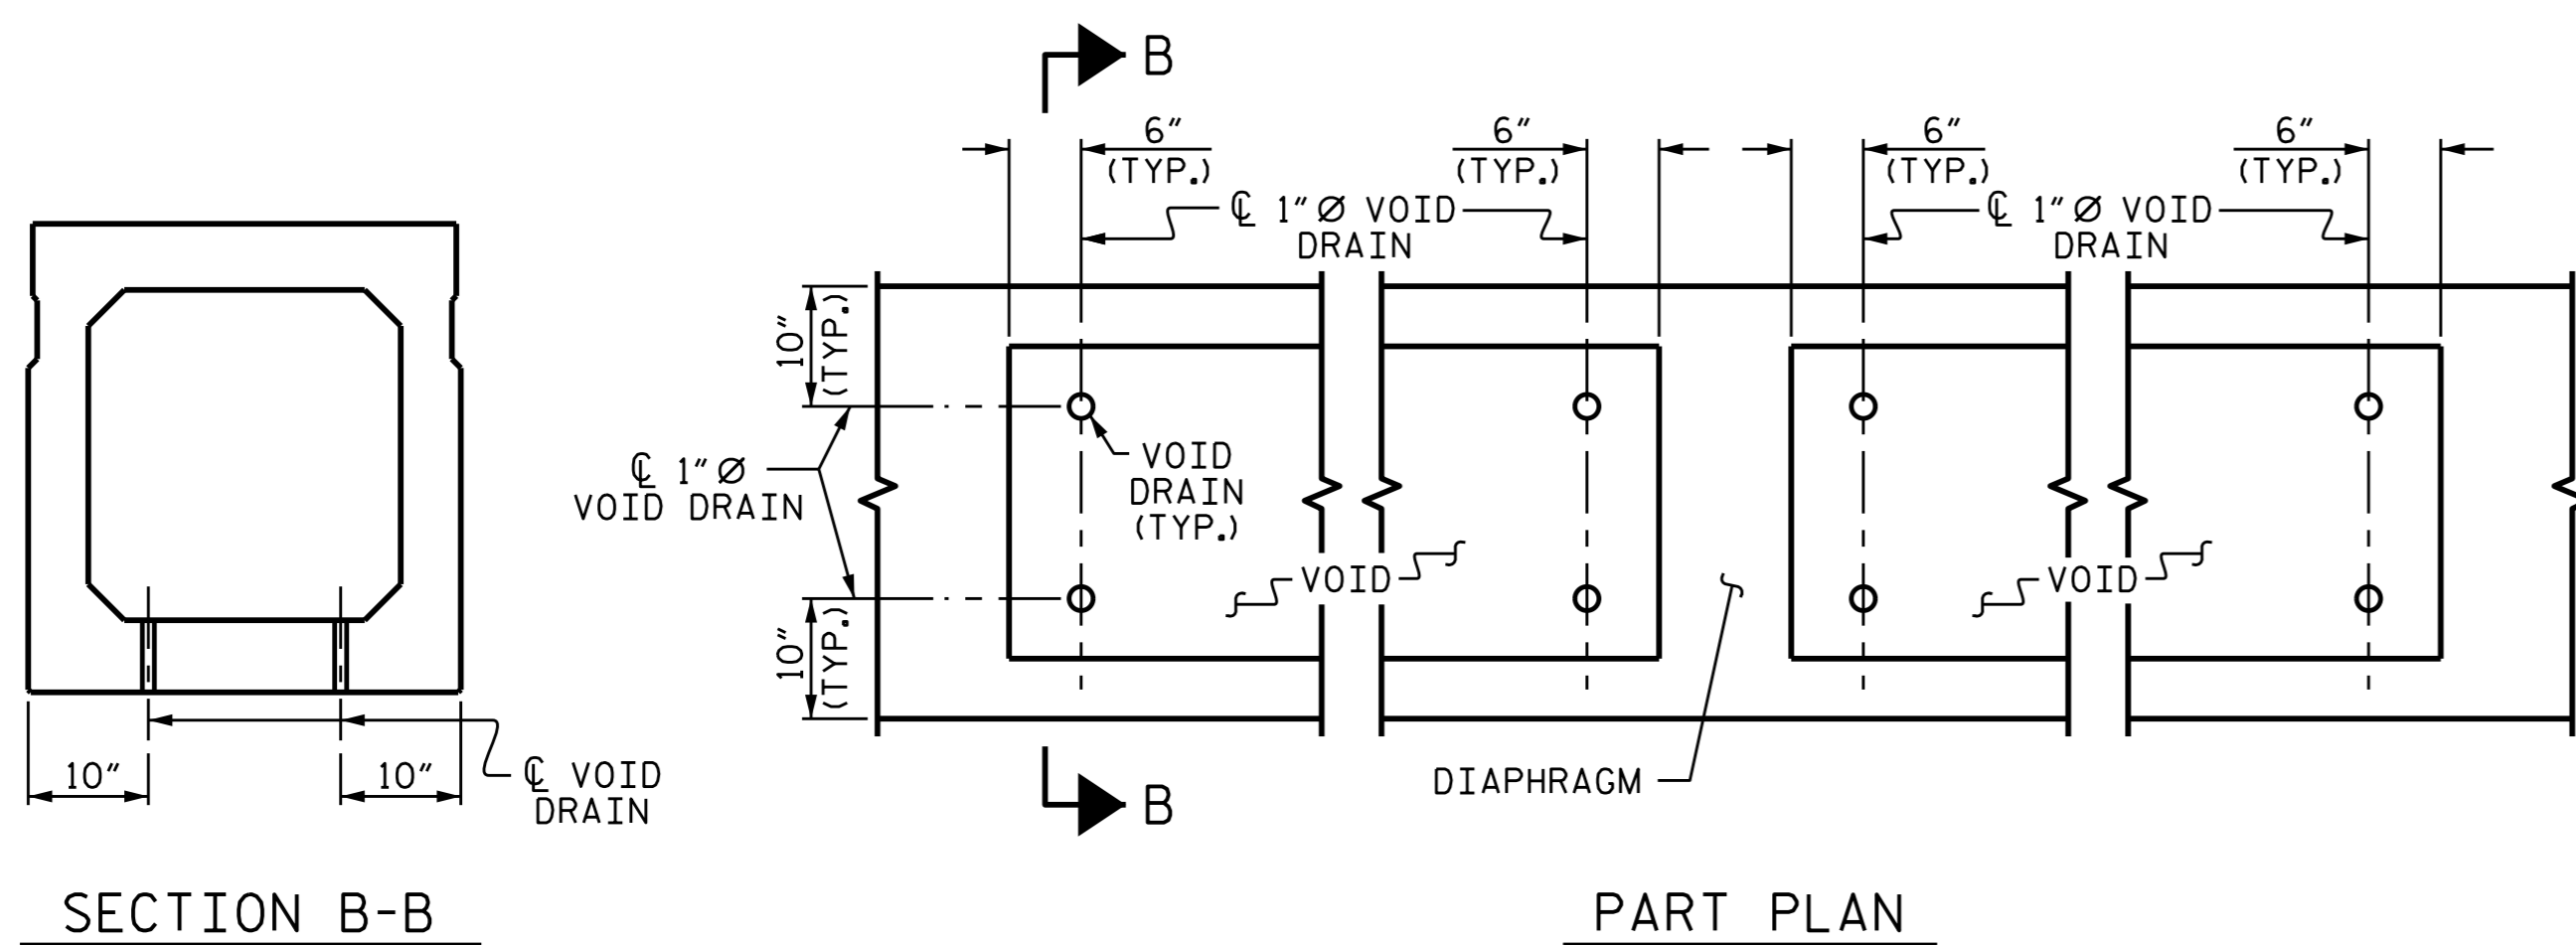 B
6" 6" 6" 6"
(TYP.) (TYP.) (TYP.) (TYP.)
℄ 1"Ø VOID
DRAIN
℄ 1"Ø VOID
DRAIN
10"
(TYP.)
℄ 1"Ø
VOID DRAIN
VOID
DRAIN
(TYP.)
VOID
VOID
10"
(TYP.)
DIAPHRAGM
B
10" 10"
℄ VOID
DRAIN
SECTION B-B
PART PLAN